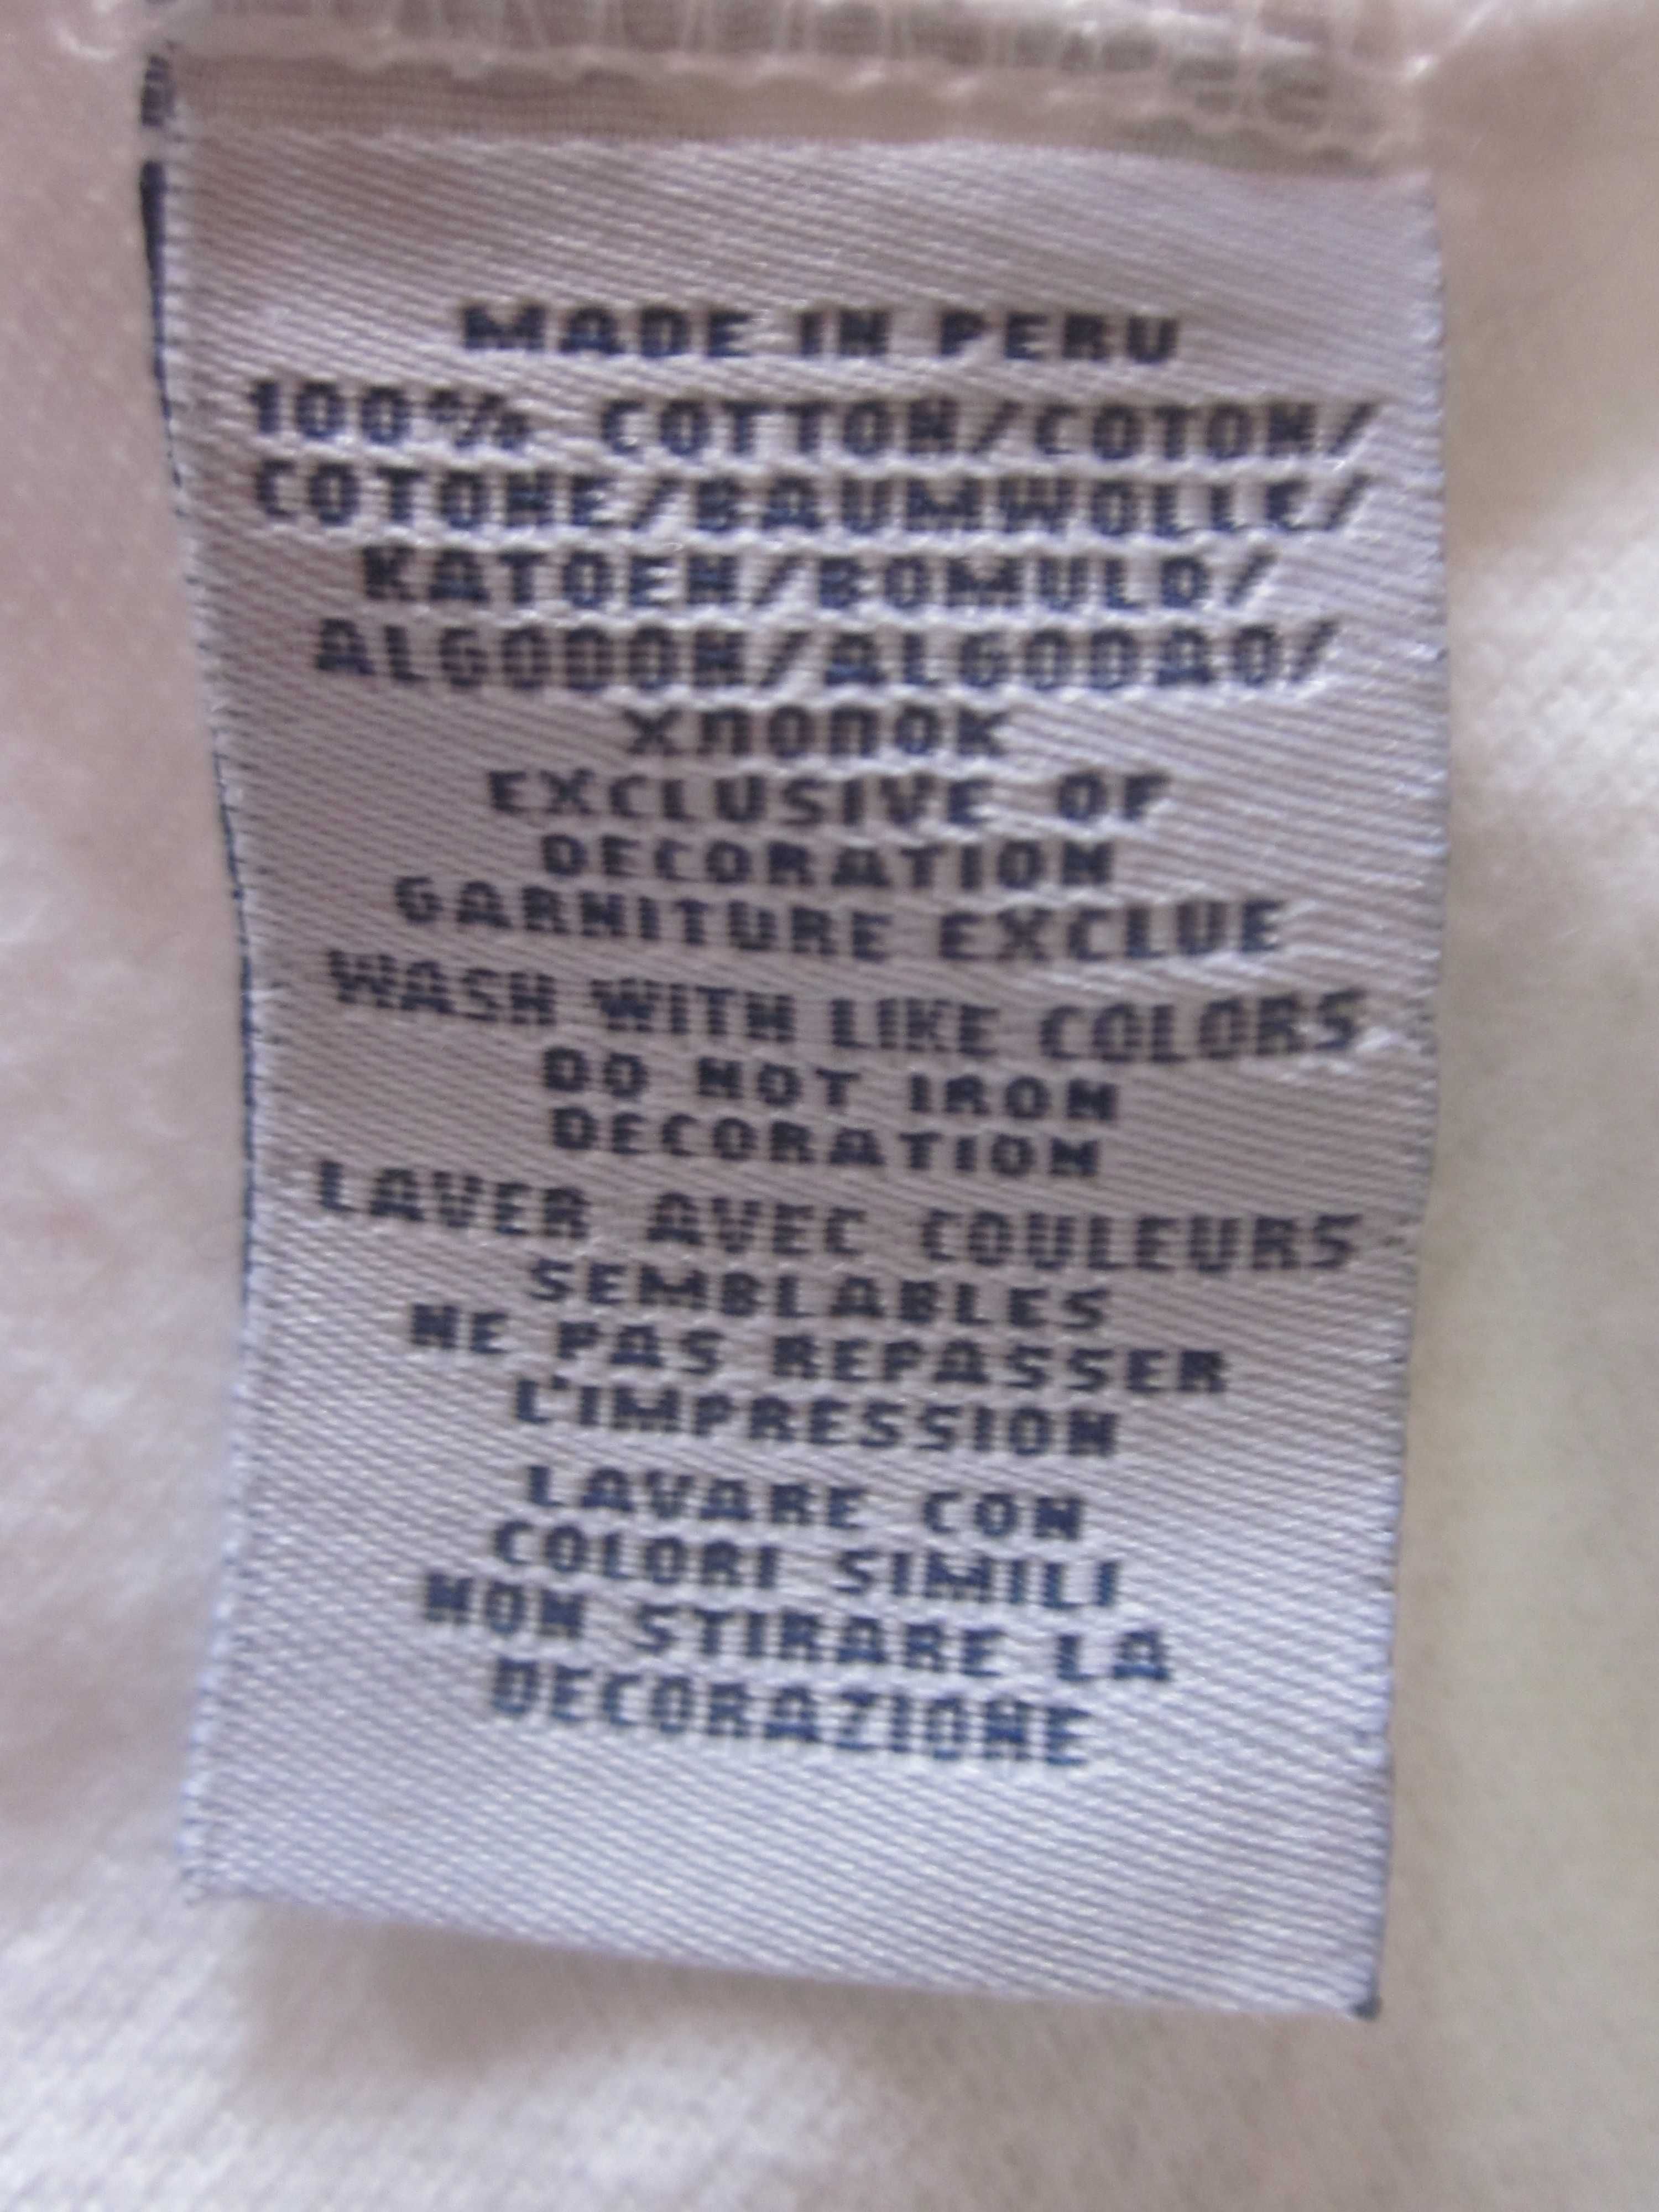 MADE IN PERU
100% COTTON/COTON/
COTONE/BAUMWOLLE/
KATOEN/BOMULD/
ALGODON/ALGODAO/
хлопок
EXCLUSIVE OF
DECORATION
GARNITURE EXCLUE
WASH WITH LIKE COLORS
DO NOT IRON
DECORATION
LAVER AVEC COULEURS
SEMBLABLES
NE PAS REPASSER
L'IMPRESSION
LAVARE CON
COLORI SIMILI
NON STIRARE LA
DECORAZIONE